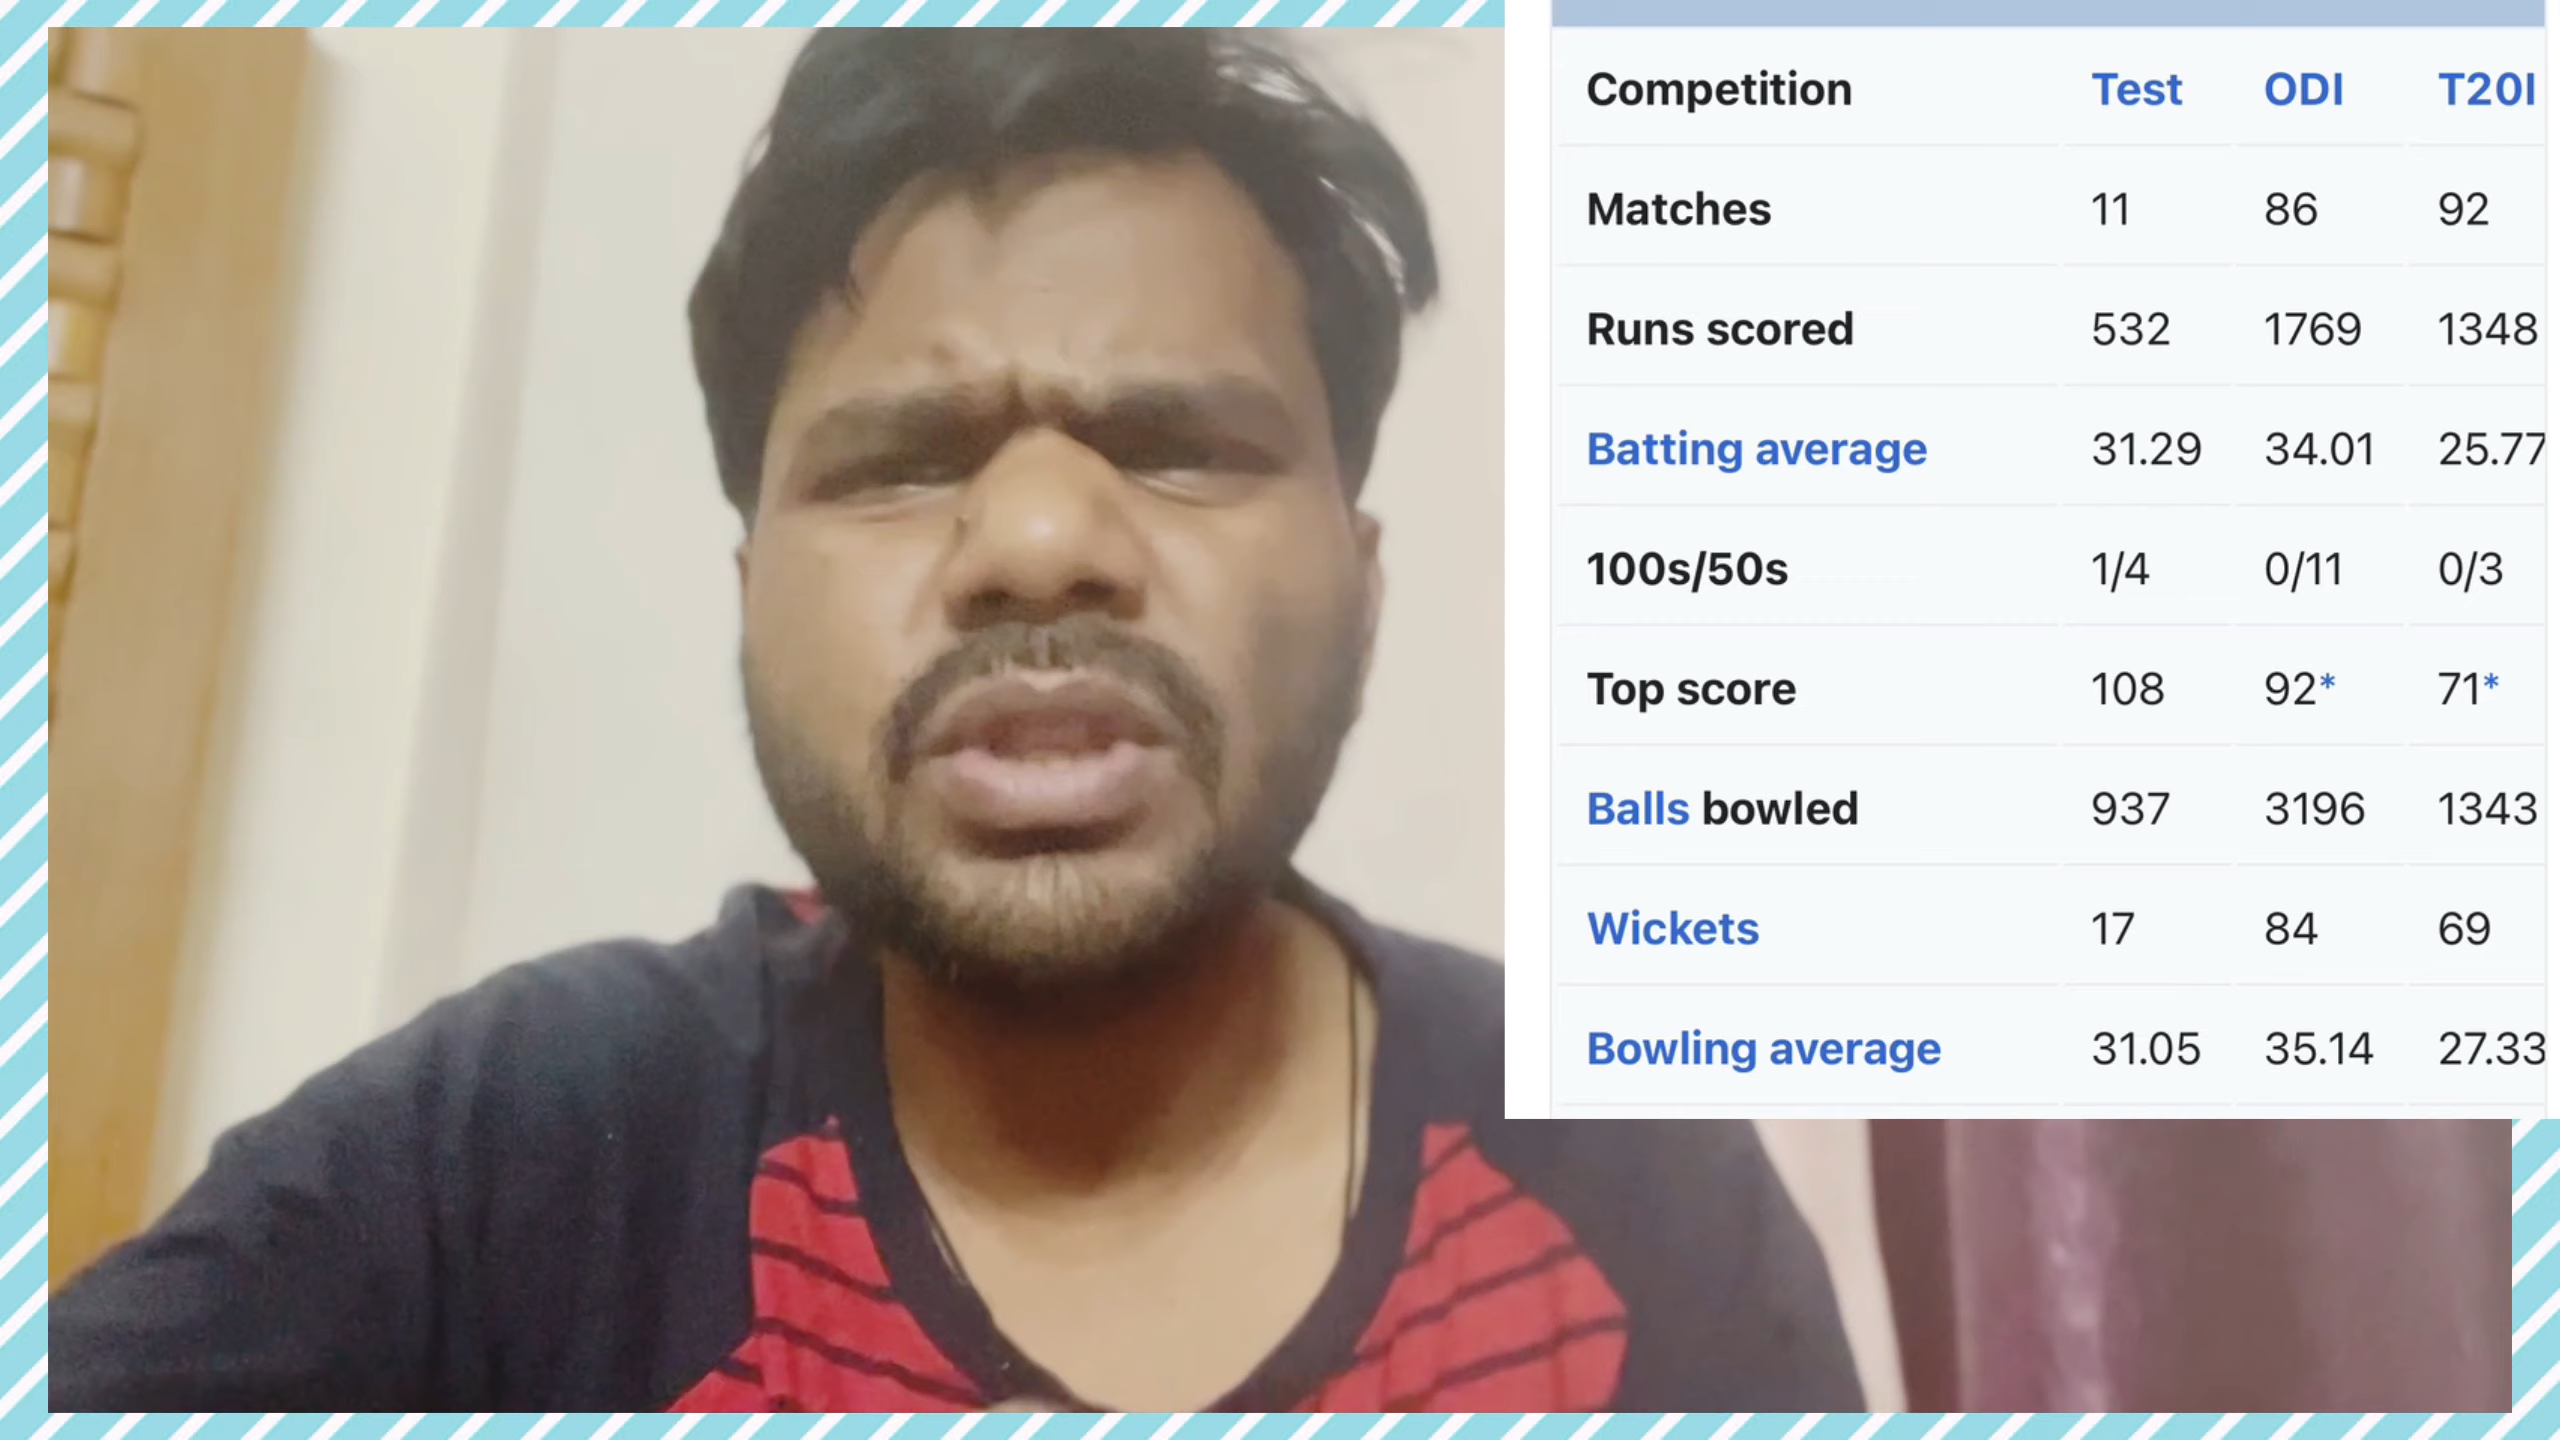 Competition Test ODI T20I
Matches 11 86 92
Runs scored 532 1769 1348
Batting average 31.29 34.01 25.77
100s/50s 1/4 0/11 0/3
Top score 108 92* 71*
Balls bowled 937 3196 1343
Wickets 17 84 69
Bowling average 31.05 35.14 27.33